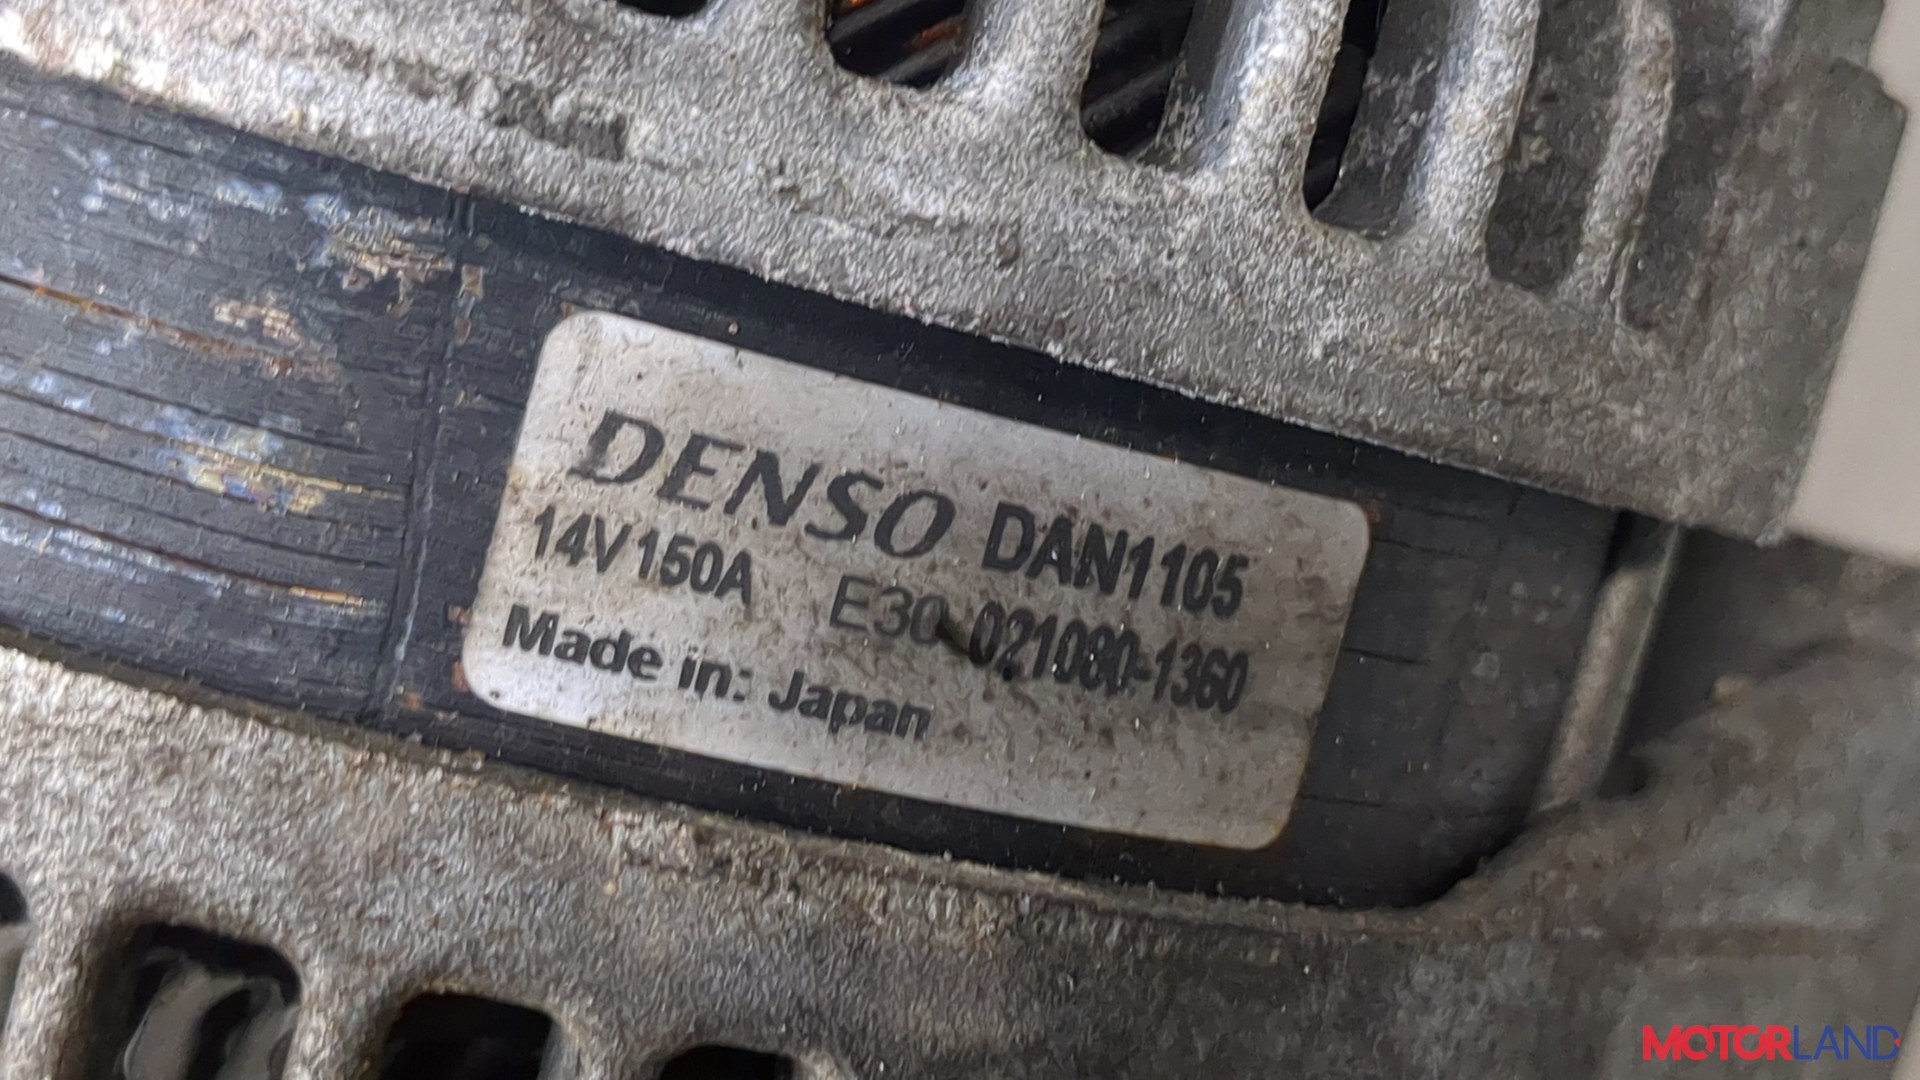 DENSO DAN1105
14V 150A E30 021080-1360
Made in: Japan
MOTORLAND